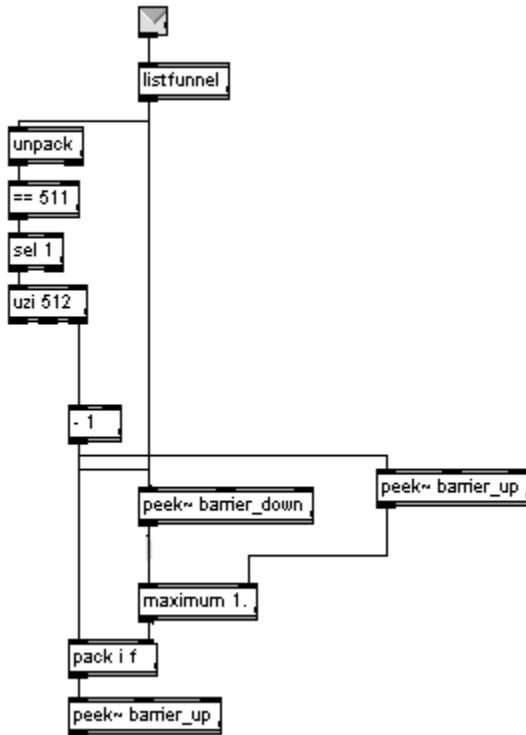 listfunnel
unpack
== 511
sel 1
uzi 512
- 1
peek~ barrier_up
peek~ barrier_down
maximum 1.
pack i f
peek~ barrier_up